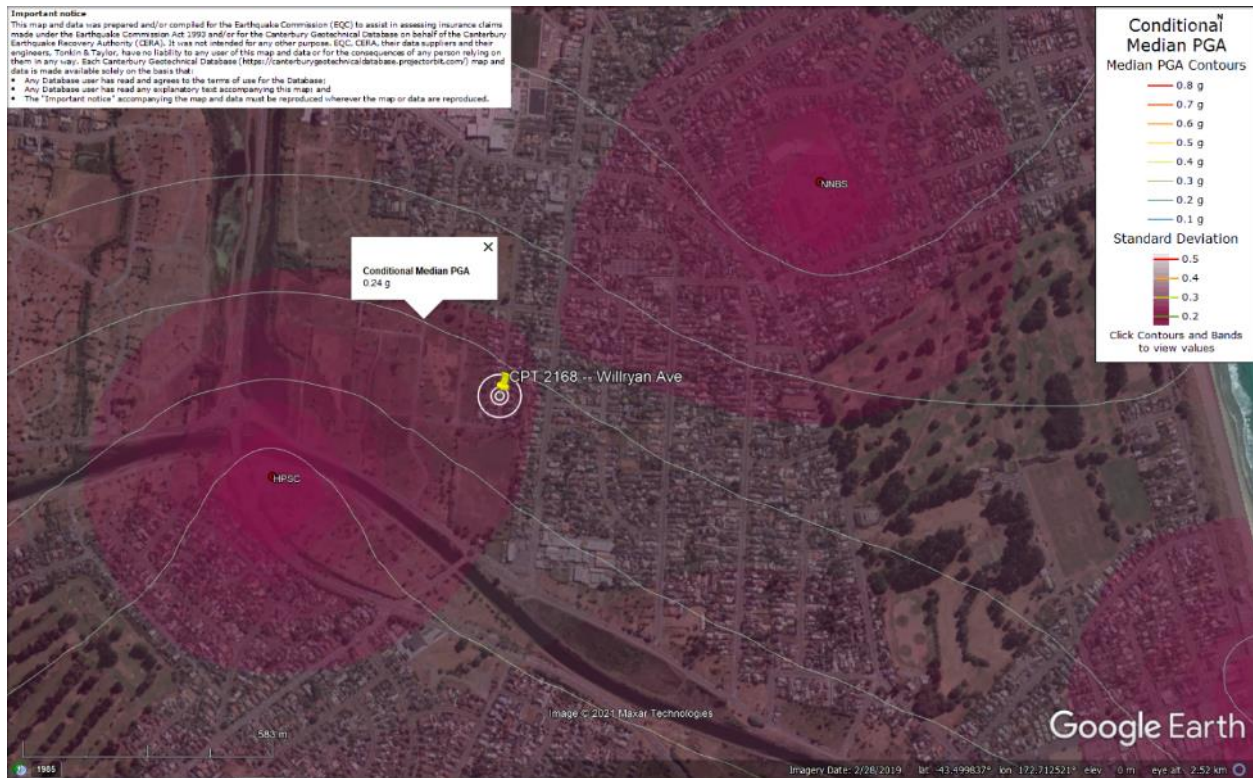 Important notice
This map and data was prepared and/or compiled for the Earthquake Commission (EQC) to assist in assessing insurance claims
made under the Earthquake Commission Act 1993 and/or for the Canterbury Geotechnical Database on behalf of the Canterbury
Earthquake Recovery Authority (CERA). It was not intended for any other purpose. EQC, CERA, their data suppliers and their
engineers, Tonkin & Taylor, have no liability to any user of this map and data or for the consequences of any person relying on
them in any way. Each Canterbury Geotechnical Database (https://canterburygeotechnicaldatabase.projectorbit.com/) map and
data is made available solely on the basis that:
• Any Database user has read and agrees to the terms of use for the Database;
• Any Database user has read any explanatory text accompanying this map; and
• The "Important notice" accompanying the map and data must be reproduced wherever the map or data are reproduced.
N
Conditional
Median PGA
Median PGA Contours
0.8 g
0.7 g
0.6 g
0.5 g
0.4 g
0.3 g
0.2 g
0.1 g
Standard Deviation
0.5
0.4
0.3
0.2
Click Contours and Bands
to view values
NNBS
Conditional Median PGA
0.24 g
CPT 2168 -- Willryan Ave
HPSC
Image © 2021 Maxar Technologies
Google Earth
583 m
1985
Imagery Date: 2/28/2019 lat -43.499837° lon 172.712521° elev 0 m eye alt 2.52 km